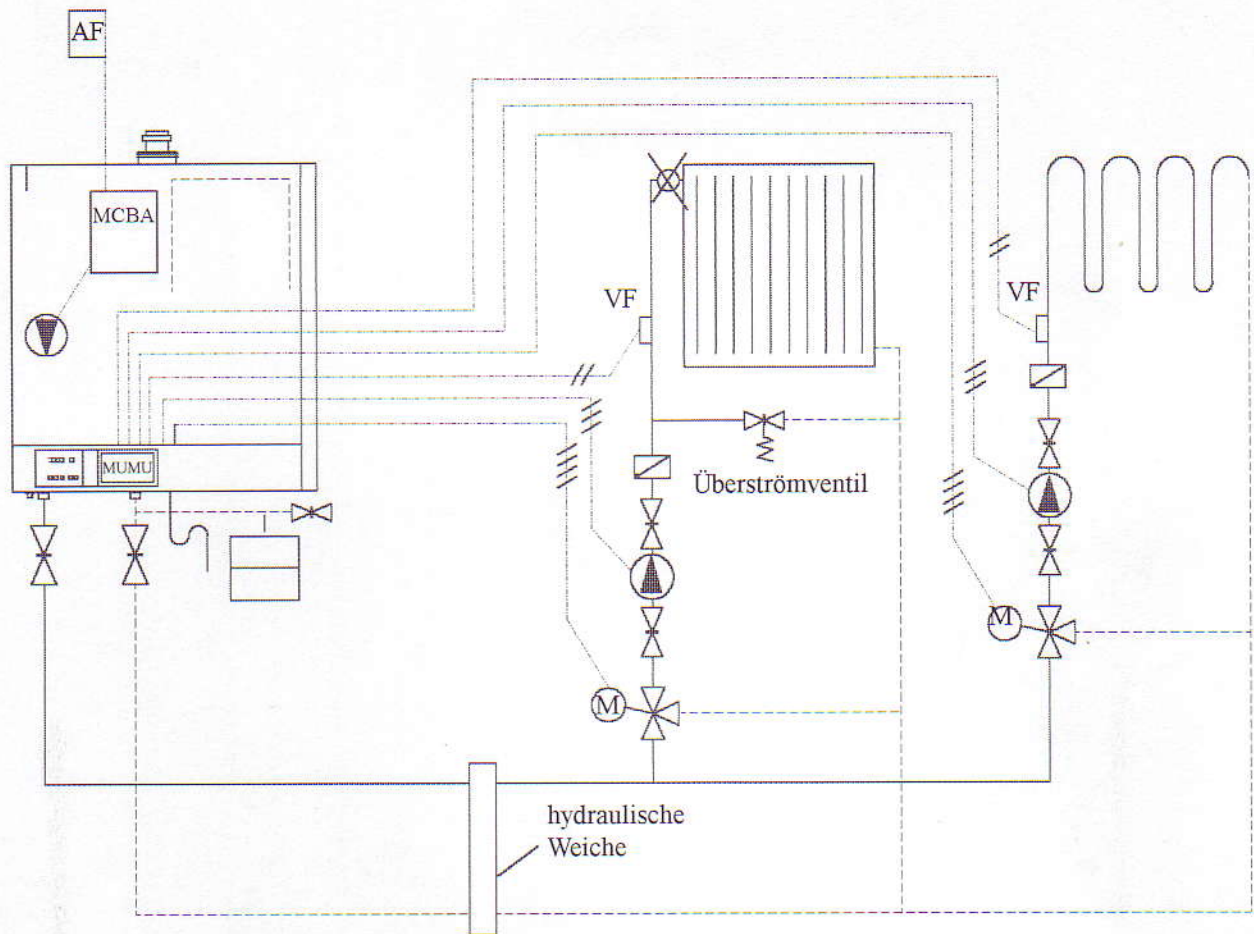 AF
MCBA
VF
VF
MUMU
Überströmventil
M
M
hydraulische
Weiche